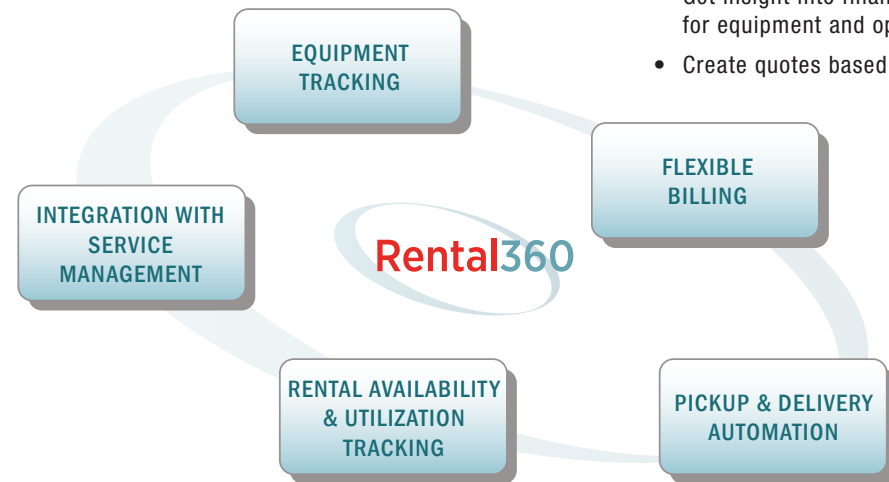 for equipment and op
• Create quotes based
EQUIPMENT
TRACKING
FLEXIBLE
BILLING
INTEGRATION WITH
SERVICE
MANAGEMENT
Rental360
RENTAL AVAILABILITY
& UTILIZATION
TRACKING
PICKUP & DELIVERY
AUTOMATION